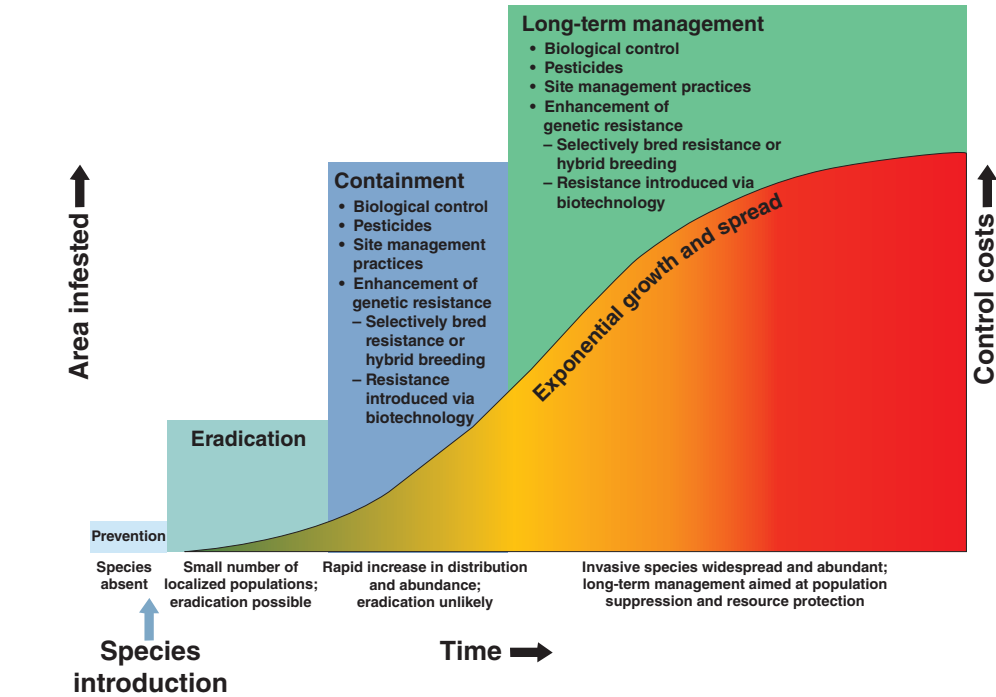 Long-term management
• Biological control
• Pesticides
• Site management practices
• Enhancement of
genetic resistance
– Selectively bred resistance or
hybrid breeding
– Resistance introduced via
biotechnology
Containment
• Biological control
• Pesticides
• Site management
practices
• Enhancement of
genetic resistance
– Selectively bred
resistance or
hybrid breeding
– Resistance
introduced via
biotechnology
Eradication
Prevention
Exponential growth and spread
Area infested
Control costs
Species
absent
Small number of
localized populations;
eradication possible
Rapid increase in distribution
and abundance;
eradication unlikely
Invasive species widespread and abundant;
long-term management aimed at population
suppression and resource protection
Species
introduction
Time